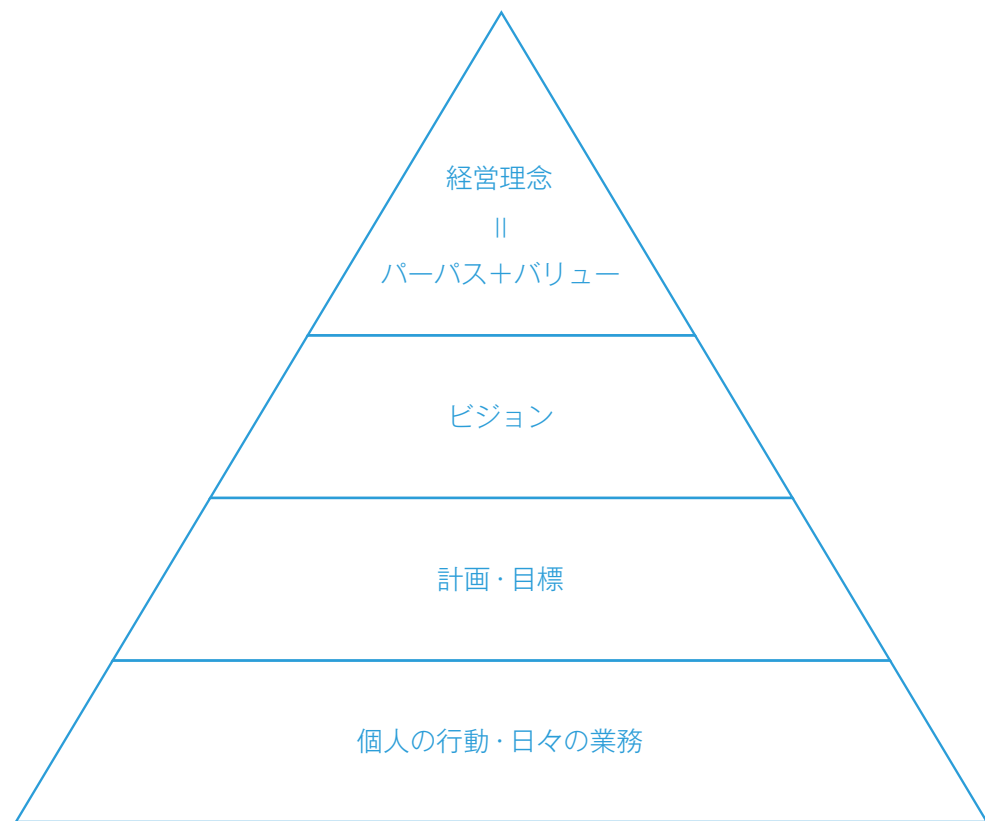 経営理念
||
パーパス＋バリュー
ビジョン
計画・目標
個人の行動・日々の業務